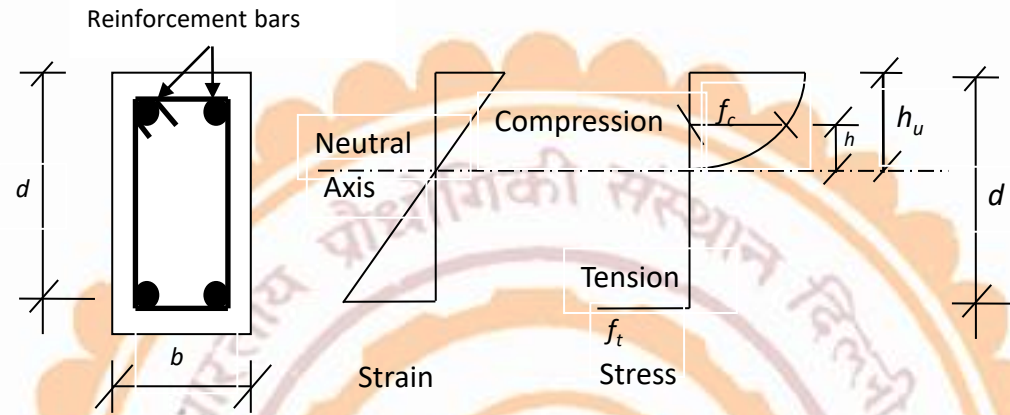 Reinforcement bars
d
b
Neutral
Axis
Strain
Compression
Tension
f_t
Stress
f_c
h
h_u
d
प्रौद्योगिकी संस्थान दिल्ली